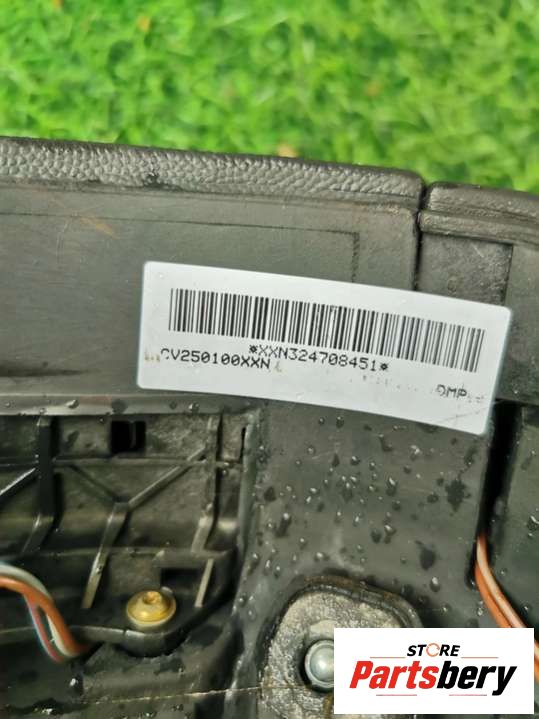 *XXN324708451*
CV250100XXN
DMP
STORE
Partsbery